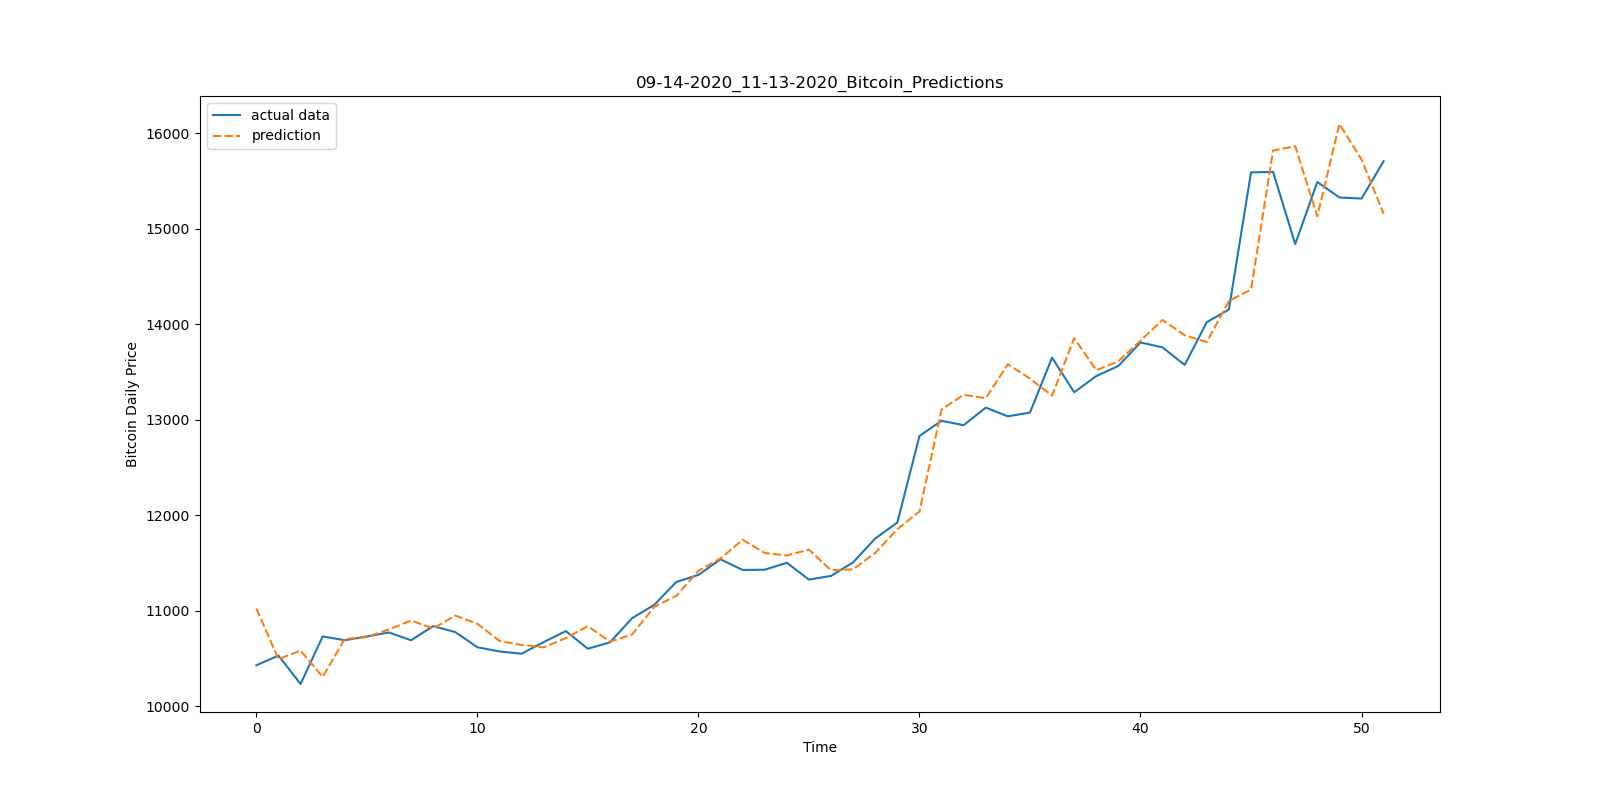 09-14-2020_11-13-2020_Bitcoin_Predictions
actual data
prediction
16000
15000
14000
13000
12000
11000
10000
Bitcoin Daily Price
0 10 20 30 40 50
Time